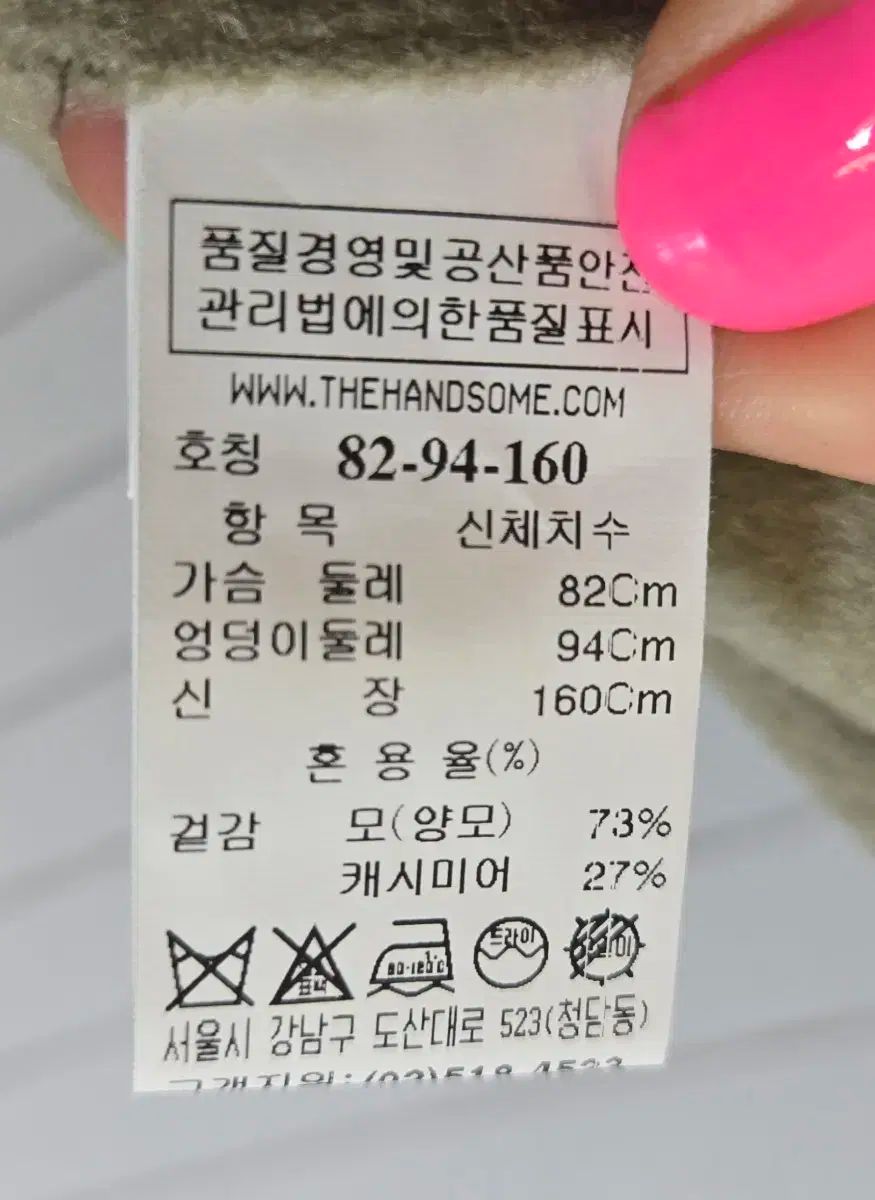 품질경영및공산품안전
관리법에의한품질표시
WWW.THEHANDSOME.COM
호칭 82-94-160
항 목 신체치수
가슴 둘레 82Cm
엉덩이둘레 94Cm
신 장 160Cm
혼 용 율(%)
겉감 모(양모) 73%
캐시미어 27%
표백 80-120℃ 드라이
서울시 강남구 도산대로 523(청담동)